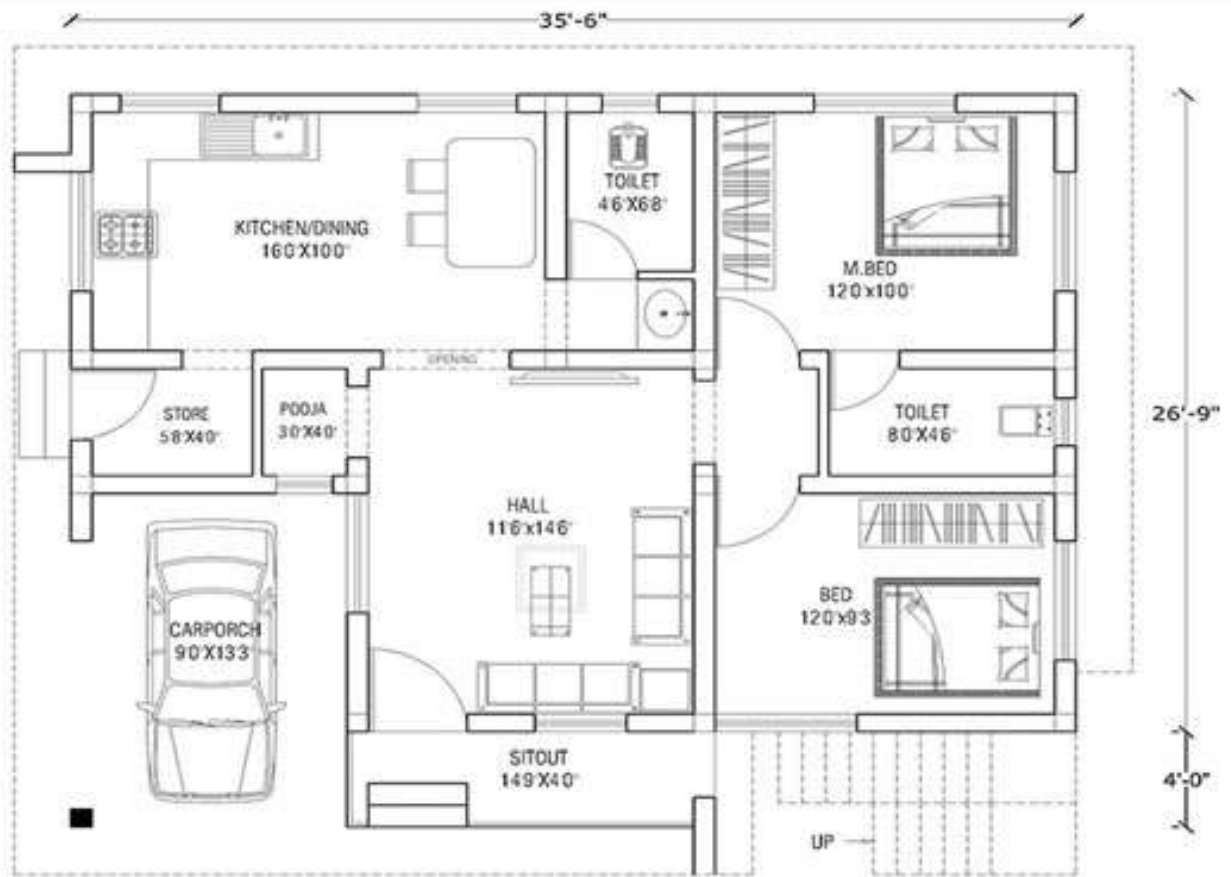 35'-6"
TOILET
4'6'X6'8'
KITCHEN/DINING
16'0'X10'0'
M.BED
12'0'x10'0'
OPENING
STORE
5'8'X4'0'
POOJA
3'0'X4'0'
TOILET
8'0'X4'6'
26'-9"
HALL
11'6'x14'6'
BED
12'0'x9'3
CARPORCH
9'0'X13'3
SITOUT
14'9'X4'0'
4'-0"
UP